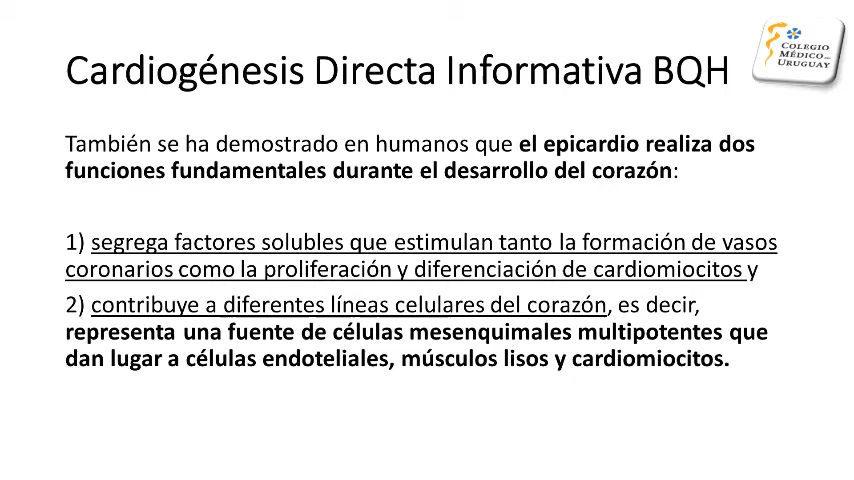 Cardiogénesis Directa Informativa BQH
COLEGIO
MÉDICO
URUGUAY
También se ha demostrado en humanos que el epicardio realiza dos
funciones fundamentales durante el desarrollo del corazón:
1) segrega factores solubles que estimulan tanto la formación de vasos
coronarios como la proliferación y diferenciación de cardiomiocitos y
2) contribuye a diferentes líneas celulares del corazón, es decir,
representa una fuente de células mesenquimales multipotentes que
dan lugar a células endoteliales, músculos lisos y cardiomiocitos.